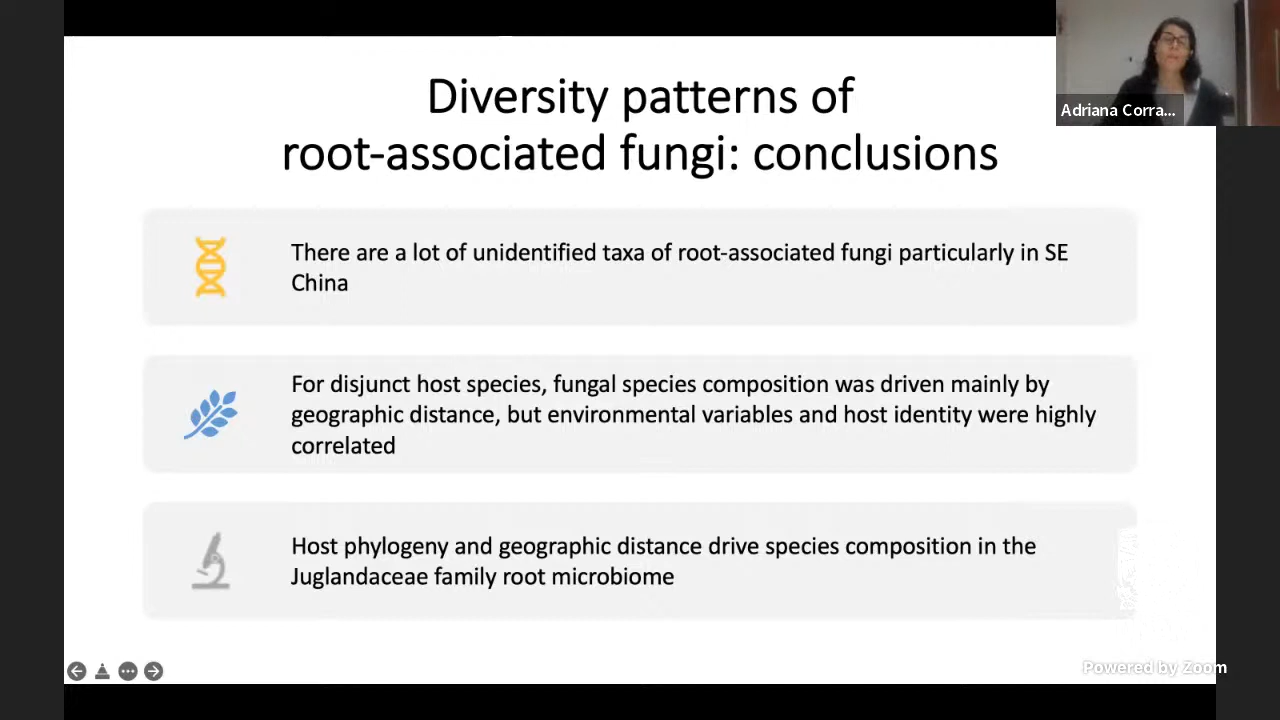 Diversity patterns of
root-associated fungi: conclusions
Adriana Corra...
There are a lot of unidentified taxa of root-associated fungi particularly in SE
China
For disjunct host species, fungal species composition was driven mainly by
geographic distance, but environmental variables and host identity were highly
correlated
Host phylogeny and geographic distance drive species composition in the
Juglandaceae family root microbiome
Powered by Zoom